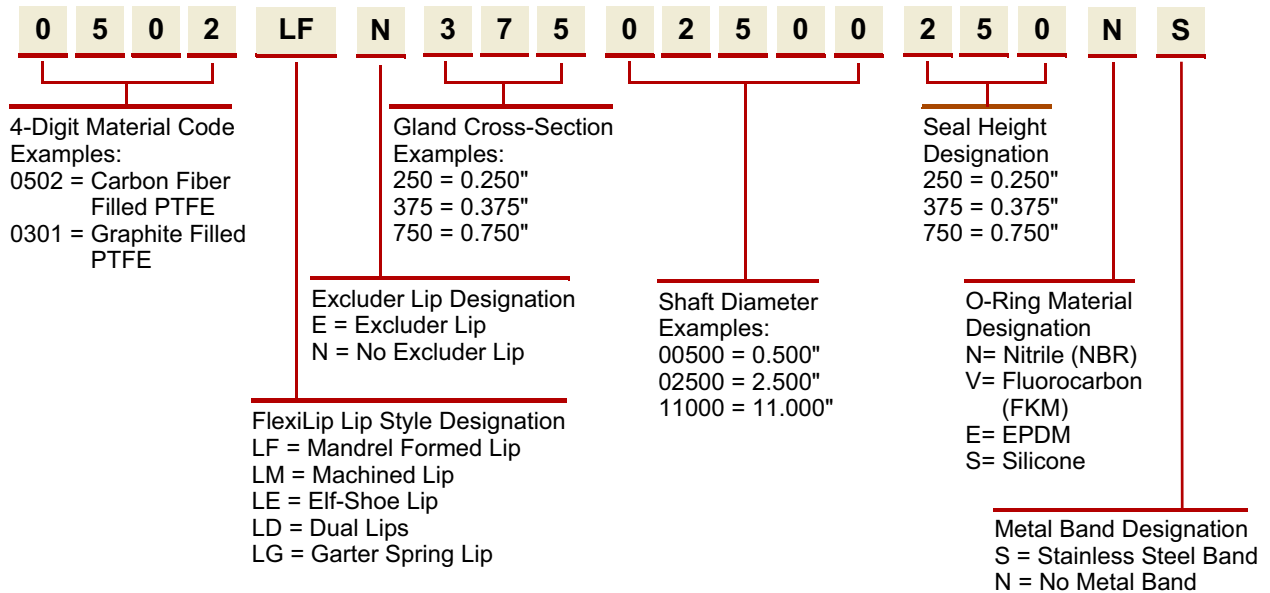 0 5 0 2 LF N 3 7 5 0 2 5 0 0 2 5 0 N S
4-Digit Material Code
Examples:
0502 = Carbon Fiber
Filled PTFE
0301 = Graphite Filled
PTFE
Gland Cross-Section
Examples:
250 = 0.250"
375 = 0.375"
750 = 0.750"
Seal Height
Designation
250 = 0.250"
375 = 0.375"
750 = 0.750"
Excluder Lip Designation
E = Excluder Lip
N = No Excluder Lip
Shaft Diameter
Examples:
00500 = 0.500"
02500 = 2.500"
11000 = 11.000"
O-Ring Material
Designation
N= Nitrile (NBR)
V= Fluorocarbon
(FKM)
E= EPDM
S= Silicone
FlexiLip Lip Style Designation
LF = Mandrel Formed Lip
LM = Machined Lip
LE = Elf-Shoe Lip
LD = Dual Lips
LG = Garter Spring Lip
Metal Band Designation
S = Stainless Steel Band
N = No Metal Band